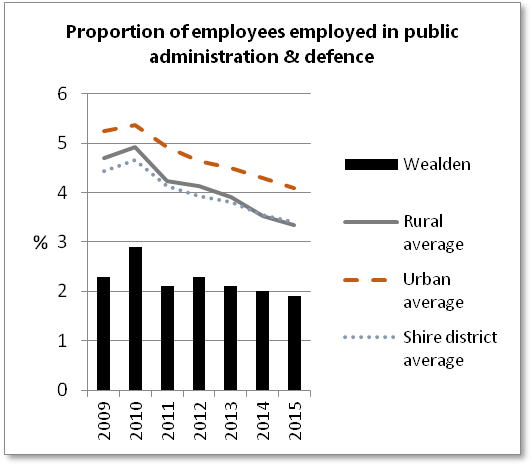 Proportion of employees employed in public
administration & defence
6
5
4
3
2
1
0
%
2009
2010
2011
2012
2013
2014
2015
Wealden
Rural
average
Urban
average
Shire district
average